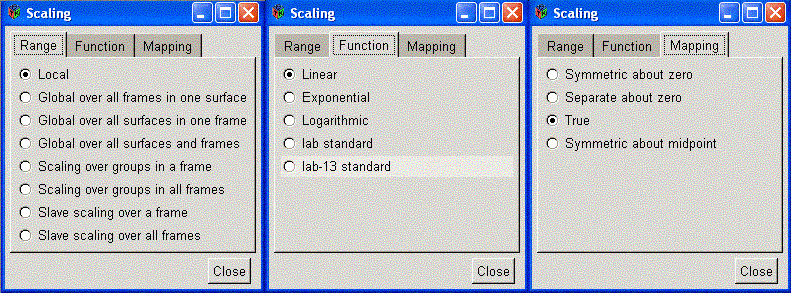 Scaling
Range Function Mapping
Local
Global over all frames in one surface
Global over all surfaces in one frame
Global over all surfaces and frames
Scaling over groups in a frame
Scaling over groups in all frames
Slave scaling over a frame
Slave scaling over all frames
Close
Scaling
Range Function Mapping
Linear
Exponential
Logarithmic
lab standard
lab-13 standard
Close
Scaling
Range Function Mapping
Symmetric about zero
Separate about zero
True
Symmetric about midpoint
Close